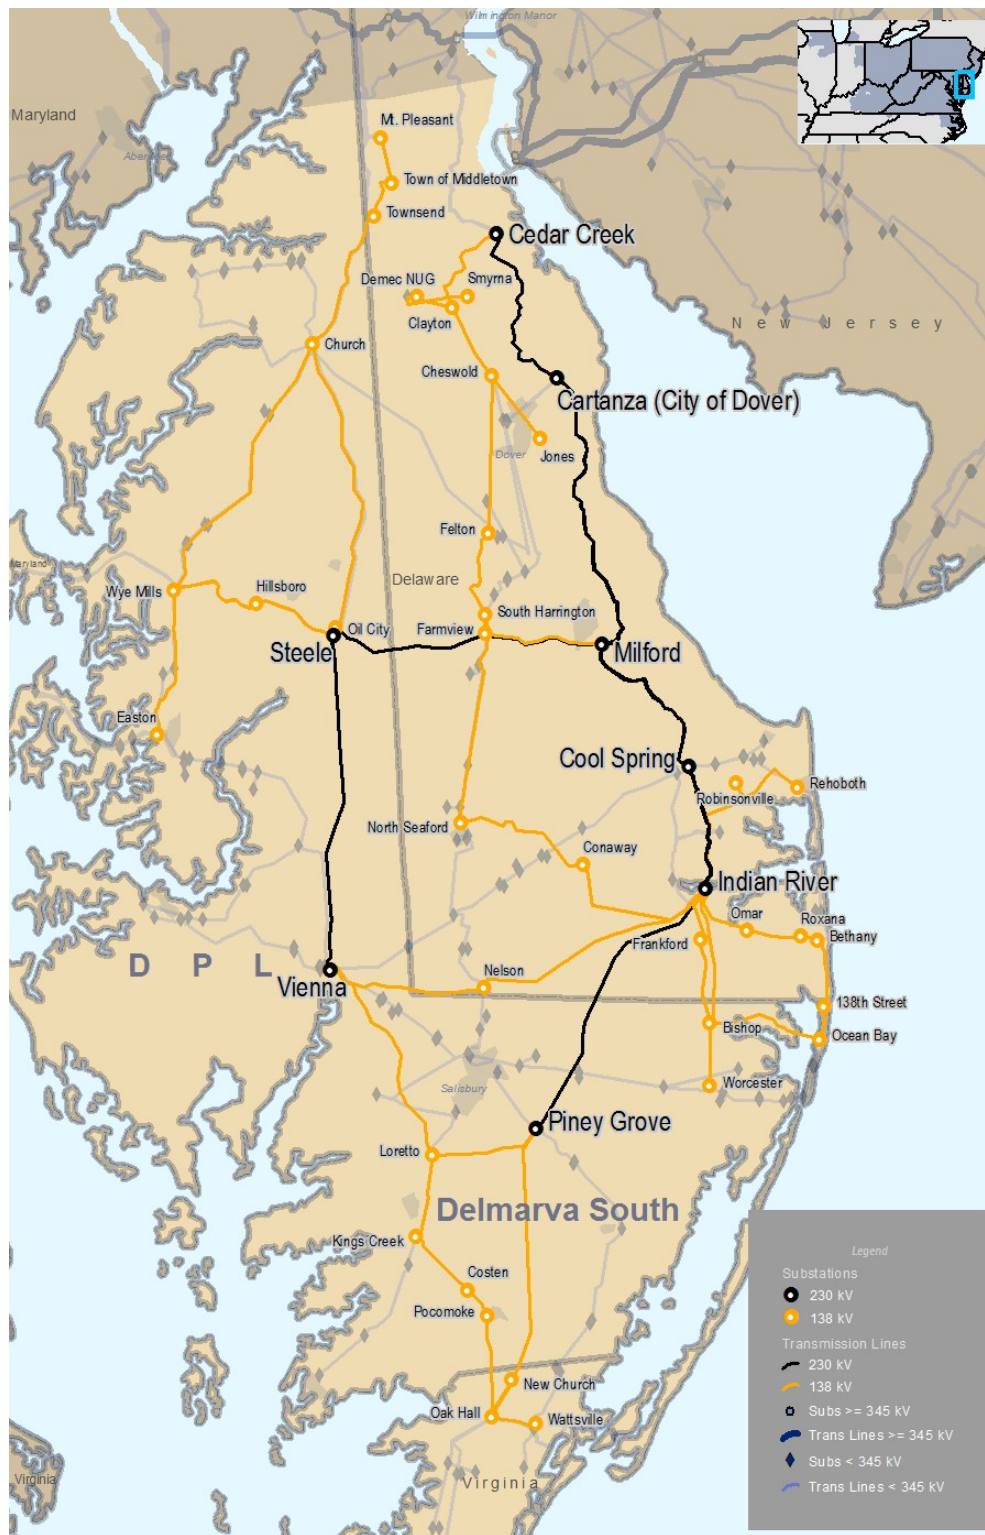 Wilmington Manor
Maryland
Mt. Pleasant
Town of Middletown
Townsend
Cedar Creek
Demec NUG
Smyrna
Clayton
New Jersey
Church
Cheswold
Cartanza (City of Dover)
Dover
Jones
Felton
Maryland
Delaware
Wye Mills
Hillsboro
South Harrington
Oil City
Farmview
Steele
Milford
Easton
Cool Spring
Rehoboth
Robinsonville
North Seaford
Conaway
Indian River
Omar
Roxana
Bethany
Frankford
D P L
Nelson
Vienna
138th Street
Bishop
Ocean Bay
Salisbury
Worcester
Piney Grove
Loretto
Delmarva South
Kings Creek
Costen
Pocomoke
New Church
Oak Hall
Wattsville
Virginia
Virginia
Legend
Substations
230 kV
138 kV
Transmission Lines
230 kV
138 kV
Subs >= 345 kV
Trans Lines >= 345 kV
Subs < 345 kV
Trans Lines < 345 kV